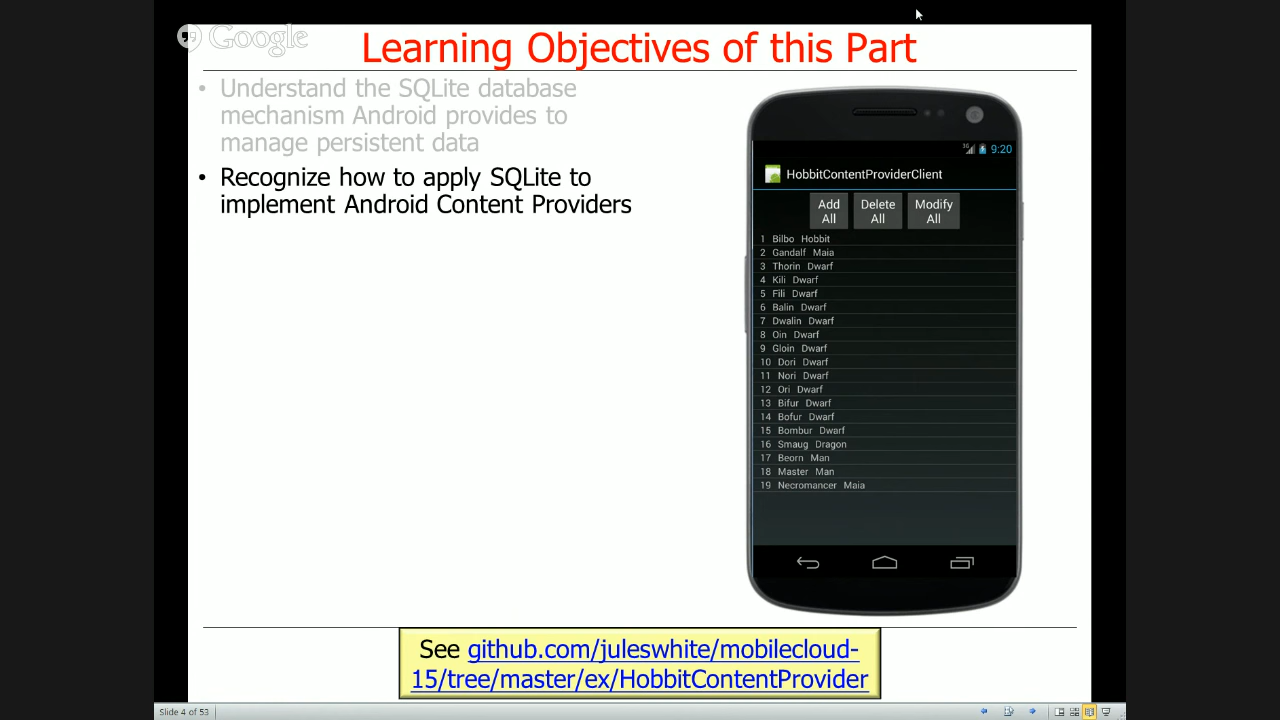 Google
Learning Objectives of this Part
• Understand the SQLite database
mechanism Android provides to
manage persistent data
• Recognize how to apply SQLite to
implement Android Content Providers
3G 9:20
HobbitContentProviderClient
Add All Delete All Modify All
1 Bilbo Hobbit
2 Gandalf Maia
3 Thorin Dwarf
4 Kili Dwarf
5 Fili Dwarf
6 Balin Dwarf
7 Dwalin Dwarf
8 Oin Dwarf
9 Gloin Dwarf
10 Dori Dwarf
11 Nori Dwarf
12 Ori Dwarf
13 Bifur Dwarf
14 Bofur Dwarf
15 Bombur Dwarf
16 Smaug Dragon
17 Beorn Man
18 Master Man
19 Necromancer Maia
See github.com/juleswhite/mobilecloud-
15/tree/master/ex/HobbitContentProvider
Slide 4 of 53